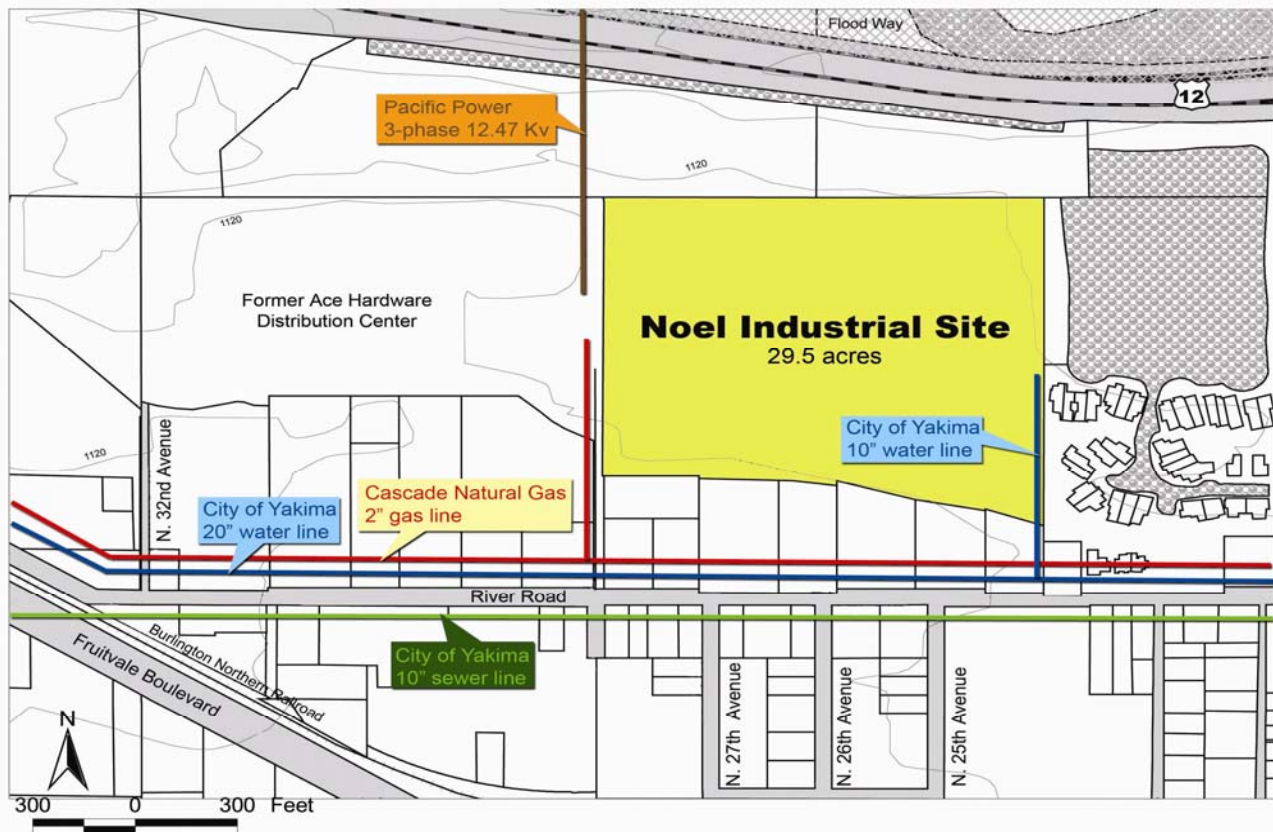 Flood Way
12
Pacific Power
3-phase 12.47 Kv
1120
1120
Former Ace Hardware
Distribution Center
Noel Industrial Site
29.5 acres
City of Yakima
10" water line
1120
N. 32nd Avenue
City of Yakima
20" water line
Cascade Natural Gas
2" gas line
River Road
City of Yakima
10" sewer line
Burlington Northern Railroad
Fruitvale Boulevard
N. 27th Avenue
N. 26th Avenue
N. 25th Avenue
N
300 0 300 Feet